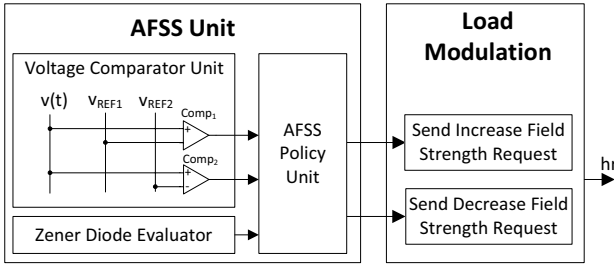 AFSS Unit
Voltage Comparator Unit
v(t) VREF1 VREF2
Comp1
+
-
Comp2
+
-
Zener Diode Evaluator
AFSS
Policy
Unit
Load
Modulation
Send Increase Field
Strength Request
Send Decrease Field
Strength Request